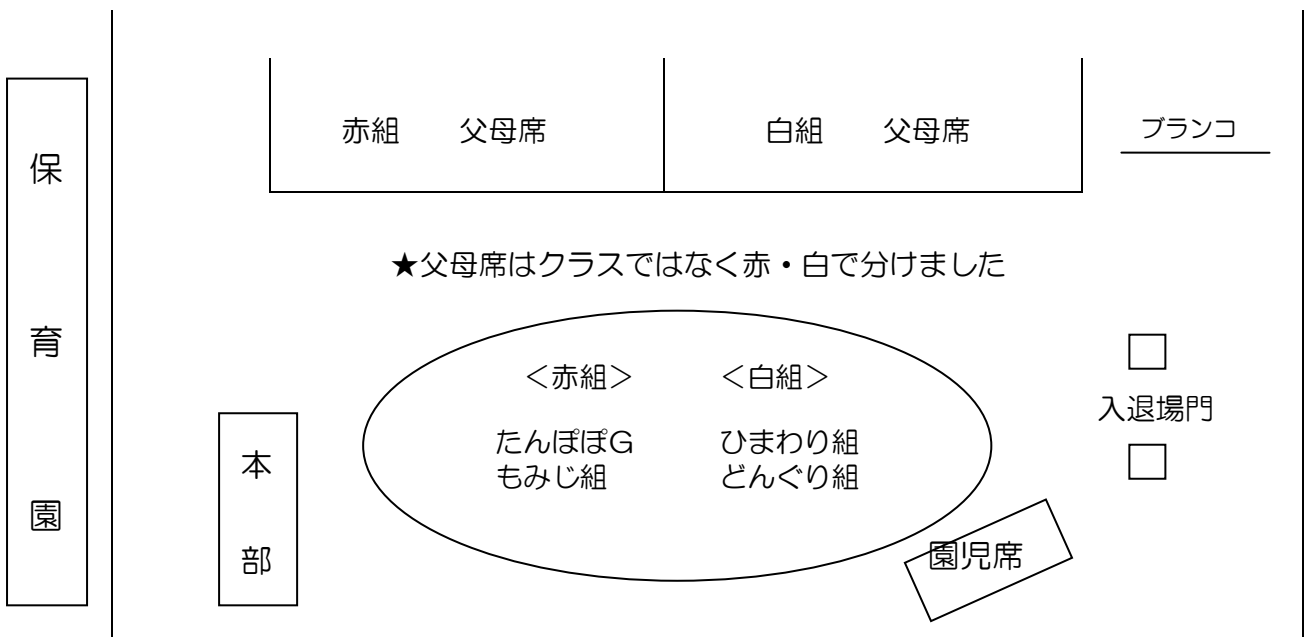 保育園
赤組　父母席
白組　父母席
ブランコ
★父母席はクラスではなく赤・白で分けました
＜赤組＞
たんぽぽG
もみじ組
＜白組＞
ひまわり組
どんぐり組
入退場門
本部
園児席